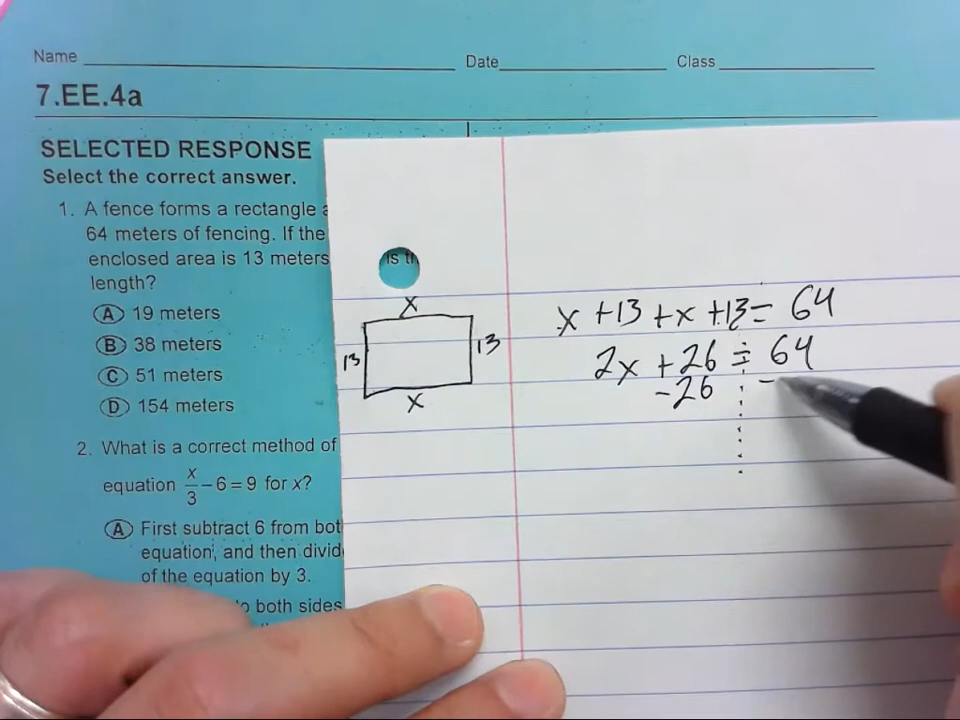 Name Date Class
7.EE.4a
SELECTED RESPONSE
Select the correct answer.
1. A fence forms a rectangle
64 meters of fencing. If the
enclosed area is 13 meters
is th
length?
A 19 meters
B 38 meters
C 51 meters
D 154 meters
2. What is a correct method of
equation x/3 − 6 = 9 for x?
A First subtract 6 from bot
equation, and then divid
of the equation by 3.
both sides
x
13
13
x
x +13 +x +13 = 64
2x +26 = 64
-26 -